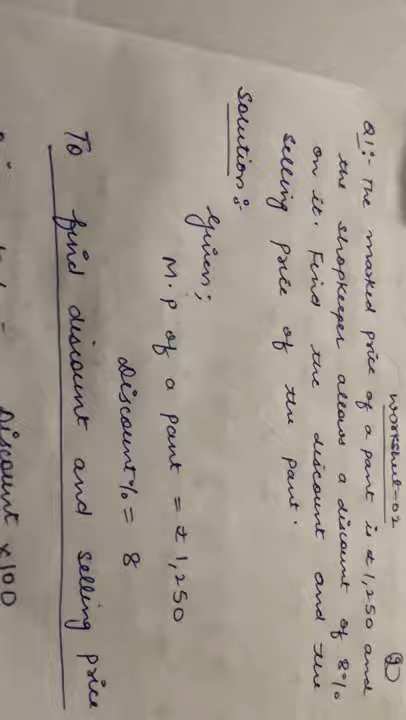 Worksheet-02
Q1:- The marked price of a pant is ₹1,250 and
the shopkeeper allows a discount of 8%
on it. Find the discount and the
selling price of the pant.
Solution:-
Given;
M.P of a pant = ₹1,250
Discount% = 8
To find discount and selling price
Discount × 100